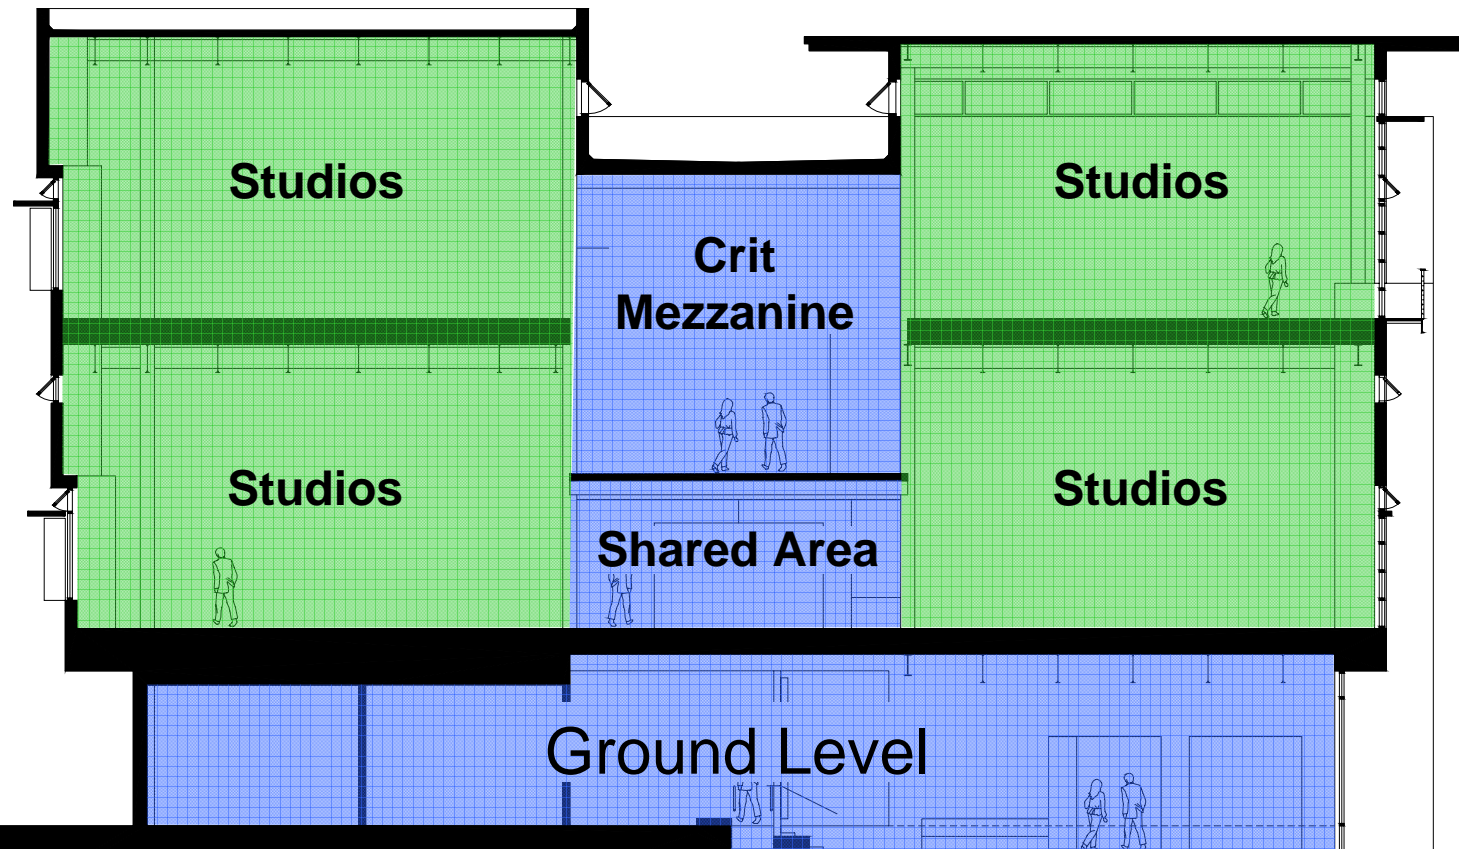 Studios
Studios
Crit
Mezzanine
Studios
Studios
Shared Area
Ground Level